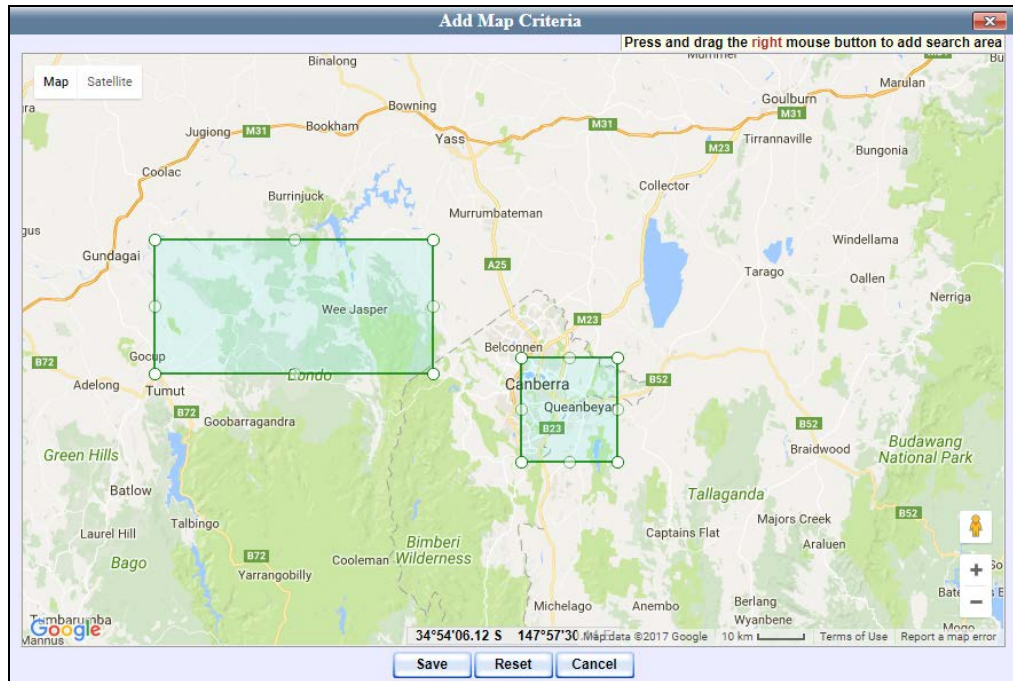 Add Map Criteria
Press and drag the right mouse button to add search area
Binalong
Map Satellite
Marulan
Goulburn
Bowning
Jugiong M31 Bookham
M31
Yass
M23
Tirrannaville
Bungonia
Coolac
Collector
Burrinjuck
Murrumbateman
Windellama
Gundagai
A25
Tarago
Oallen
Nerriga
Wee Jasper
M23
Belconnen
Gocup
B72
Adelong
Tumut
Canberra
B52
Queanbeyan
B72
Goobarragandra
B23
B52
Braidwood
Budawang
National Park
Green Hills
Batlow
Tallaganda
Talbingo
Laurel Hill
Majors Creek
B52
Captains Flat
Araluen
Bimberi
Wilderness
Bago
B72
Cooleman
Yarrangobilly
Michelago
Anembo
Berlang
Wyanbene
Tumbarumba
Mannus
Google
34°54'06.12 S 147°57'30
Map data ©2017 Google 10 km Terms of Use Report a map error
Save Reset Cancel